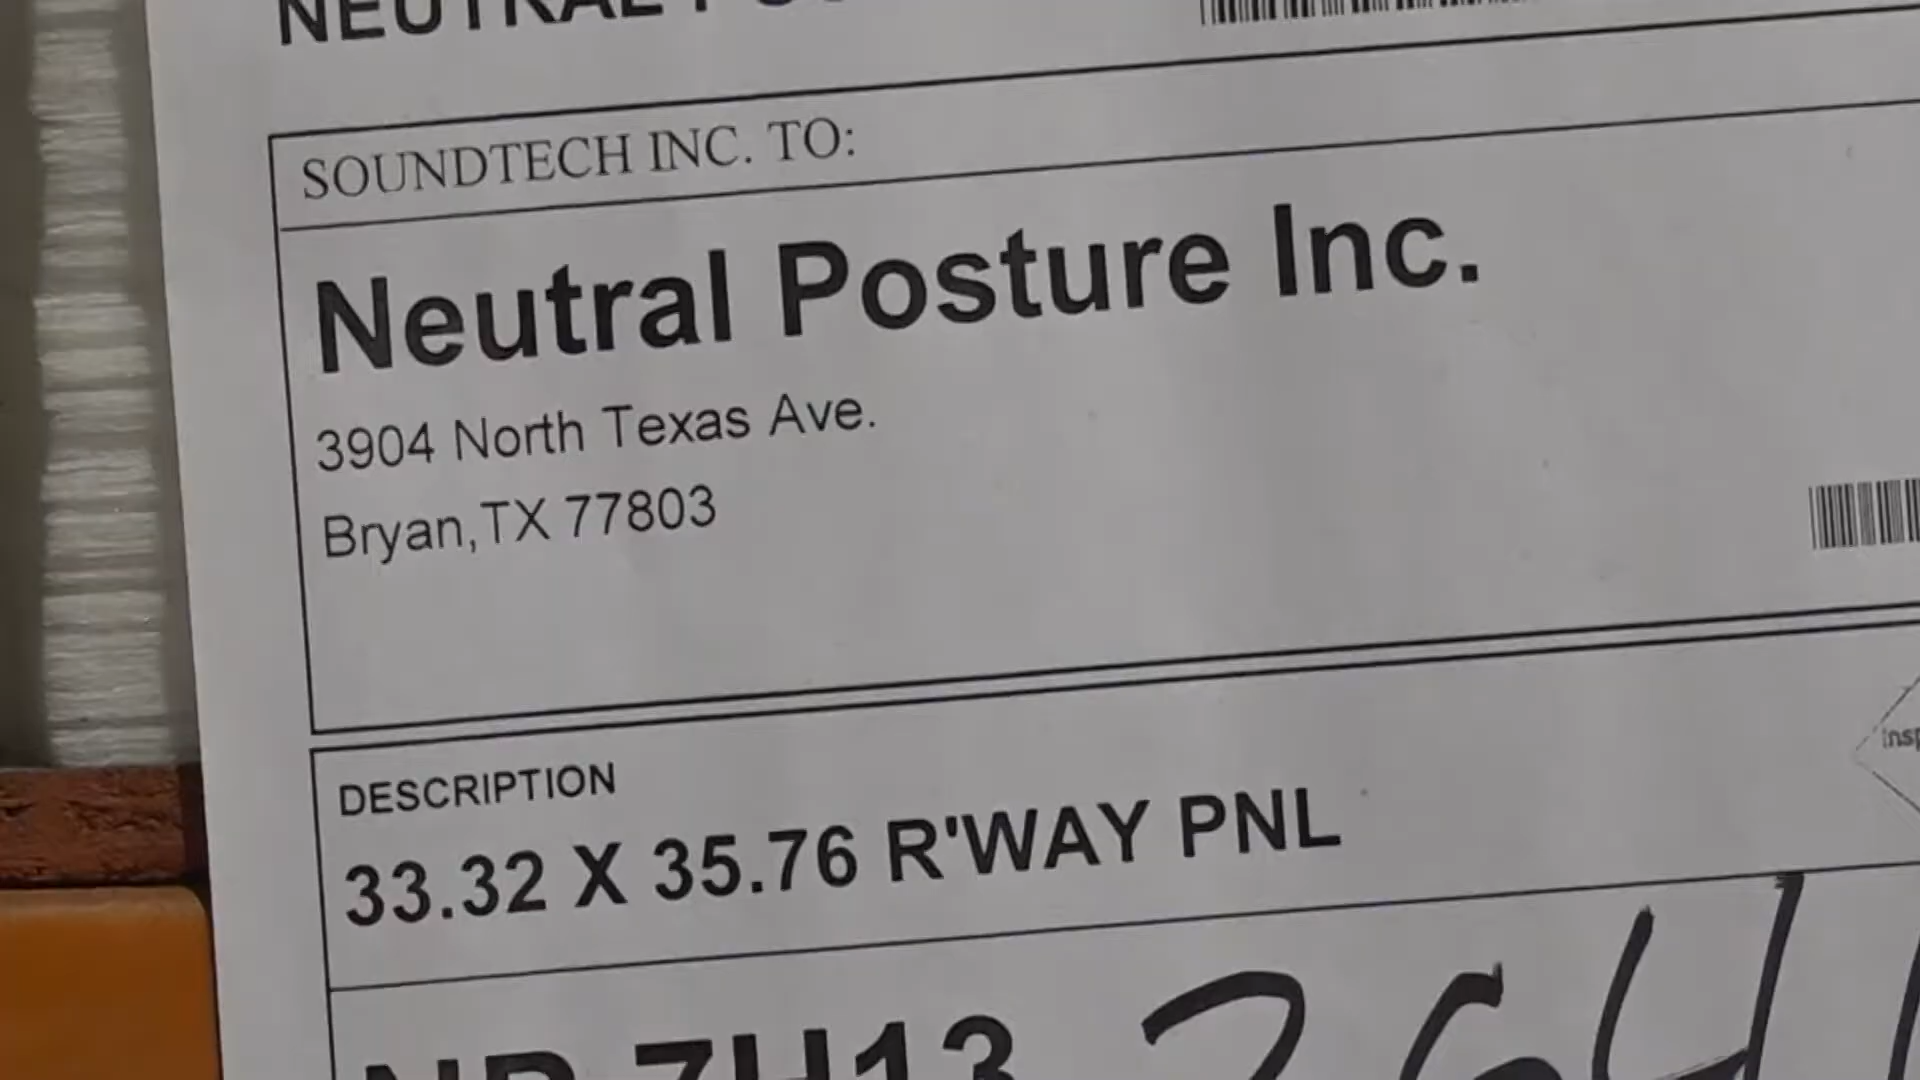 NEUTRAL
SOUNDTECH INC. TO:
Neutral Posture Inc.
3904 North Texas Ave.
Bryan,TX 77803
DESCRIPTION
33.32 X 35.76 R'WAY PNL